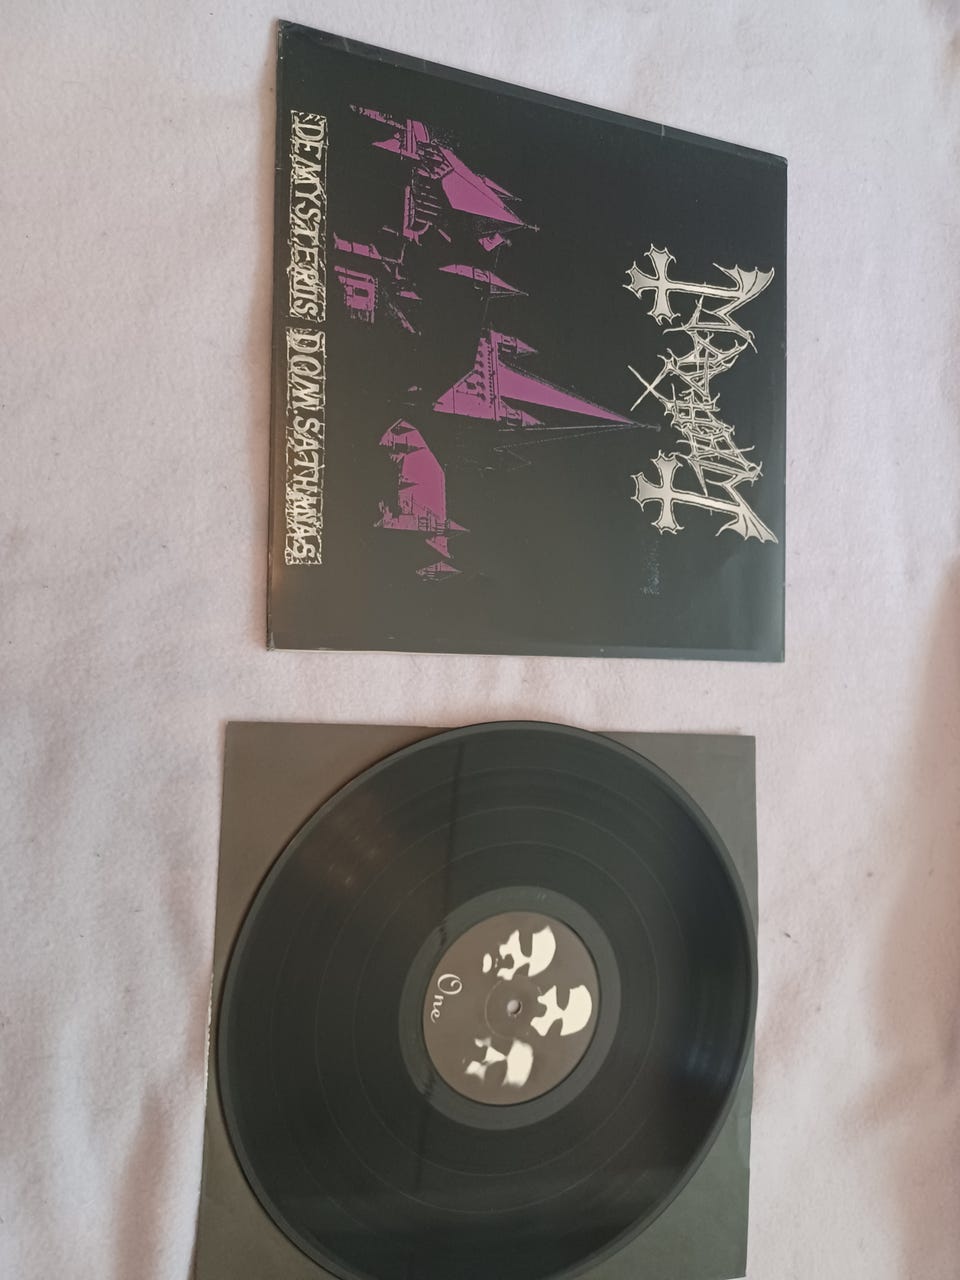 MAYHEM
DE MYSTERIIS DOM. SATHANAS
One